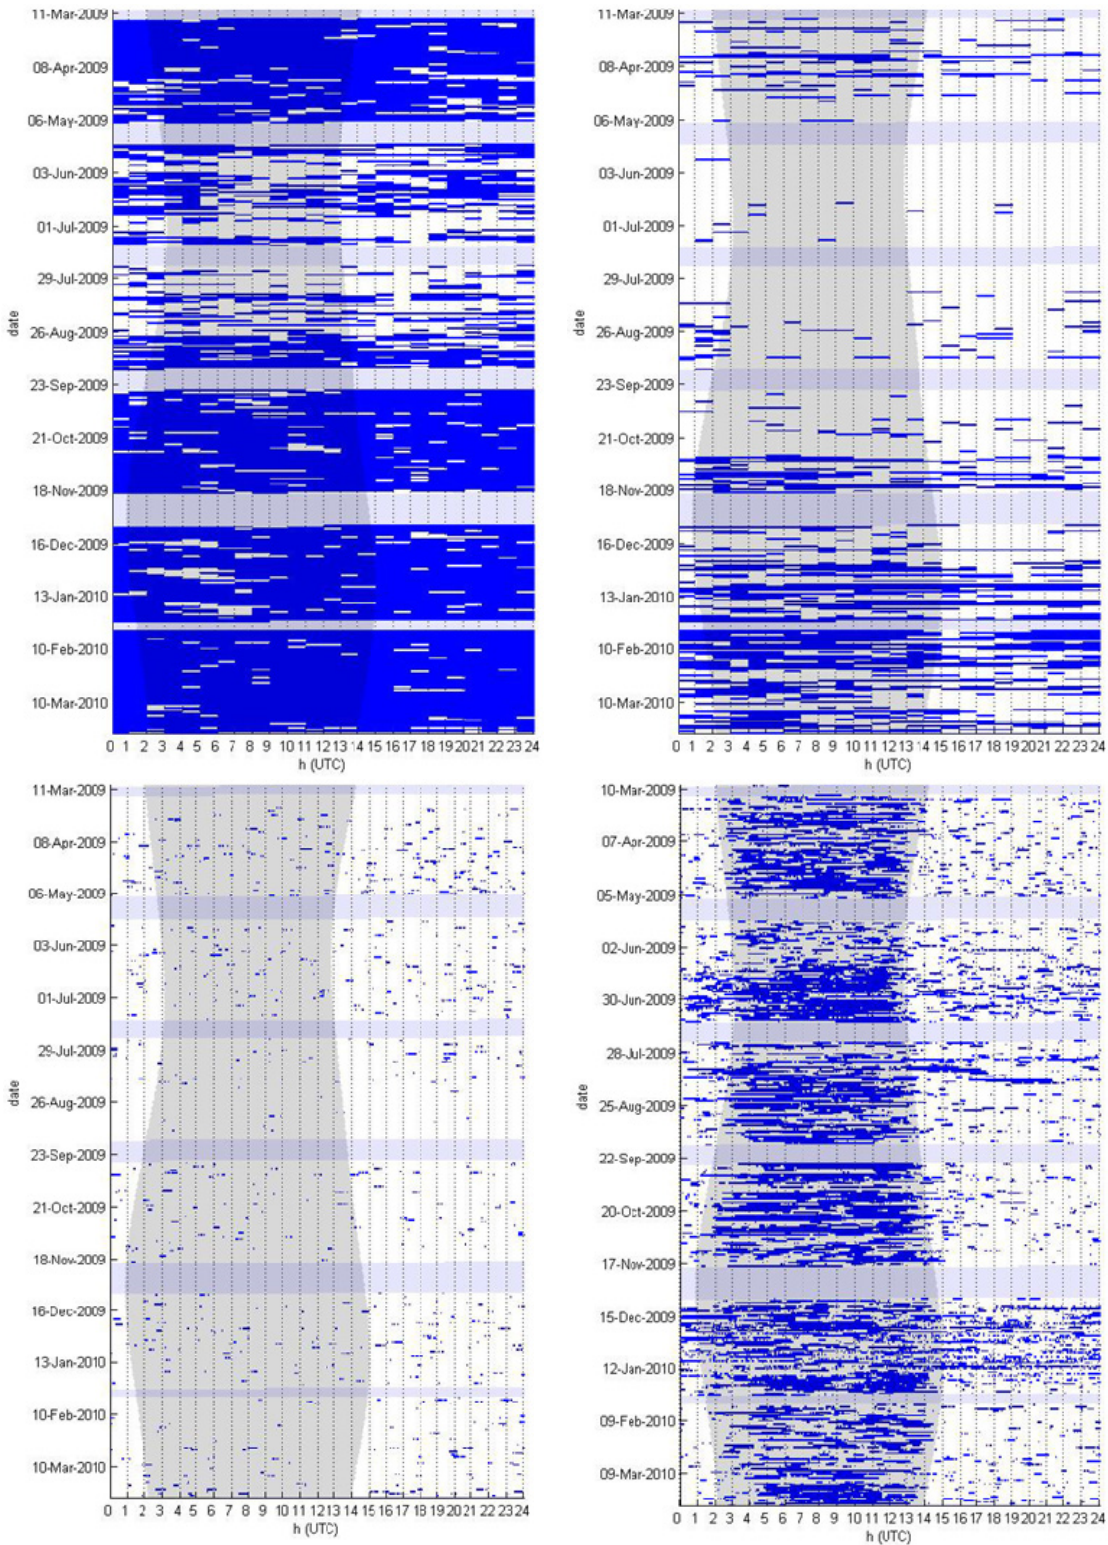 11-Mar-2009
08-Apr-2009
06-May-2009
03-Jun-2009
01-Jul-2009
29-Jul-2009
26-Aug-2009
23-Sep-2009
21-Oct-2009
18-Nov-2009
16-Dec-2009
13-Jan-2010
10-Feb-2010
10-Mar-2010
date
0 1 2 3 4 5 6 7 8 9 10 11 12 13 14 15 16 17 18 19 20 21 22 23 24
h (UTC)
11-Mar-2009
08-Apr-2009
06-May-2009
03-Jun-2009
01-Jul-2009
29-Jul-2009
26-Aug-2009
23-Sep-2009
21-Oct-2009
18-Nov-2009
16-Dec-2009
13-Jan-2010
10-Feb-2010
10-Mar-2010
date
0 1 2 3 4 5 6 7 8 9 10 11 12 13 14 15 16 17 18 19 20 21 22 23 24
h (UTC)
11-Mar-2009
08-Apr-2009
06-May-2009
03-Jun-2009
01-Jul-2009
29-Jul-2009
26-Aug-2009
23-Sep-2009
21-Oct-2009
18-Nov-2009
16-Dec-2009
13-Jan-2010
10-Feb-2010
10-Mar-2010
date
0 1 2 3 4 5 6 7 8 9 10 11 12 13 14 15 16 17 18 19 20 21 22 23 24
h (UTC)
10-Mar-2009
07-Apr-2009
05-May-2009
02-Jun-2009
30-Jun-2009
28-Jul-2009
25-Aug-2009
22-Sep-2009
20-Oct-2009
17-Nov-2009
15-Dec-2009
12-Jan-2010
09-Feb-2010
09-Mar-2010
date
0 1 2 3 4 5 6 7 8 9 10 11 12 13 14 15 16 17 18 19 20 21 22 23 24
h (UTC)